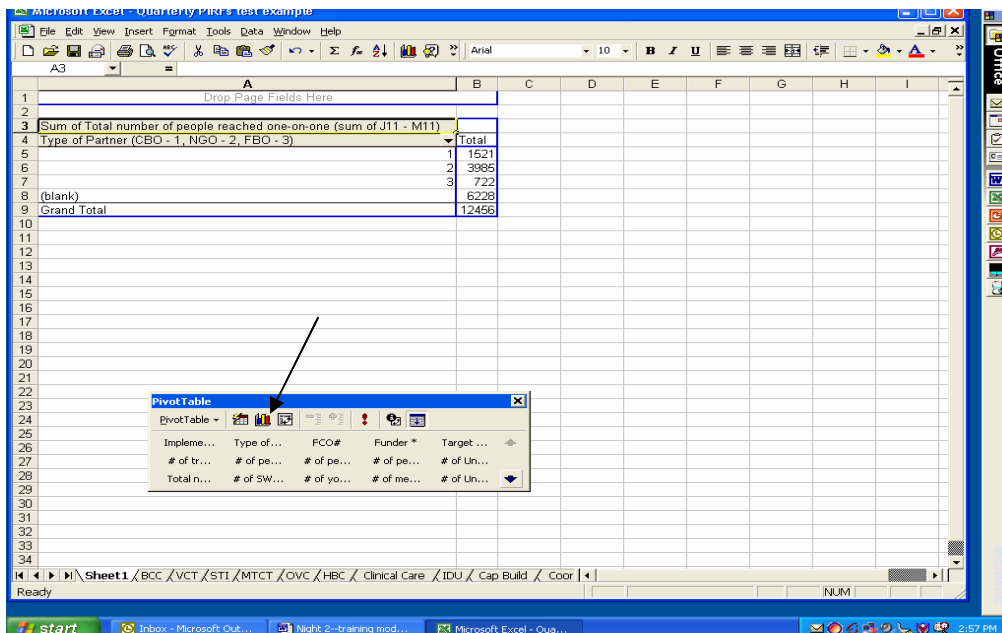 Microsoft Excel - Quarterly PIRFs test example
File Edit View Insert Format Tools Data Window Help
Arial 10 B I U
A3 =
A B C D E F G H I
1 Drop Page Fields Here
2
3 Sum of Total number of people reached one-on-one (sum of J11 - M11)
4 Type of Partner (CBO - 1, NGO - 2, FBO - 3) Total
5 1 1521
6 2 3985
7 3 722
8 (blank) 6228
9 Grand Total 12456
10
11
12
13
14
15
16
17
18
19
20
21
22
23
24
25
26
27
28
29
30
31
32
33
34
PivotTable
PivotTable
Impleme... Type of... FCO# Funder * Target ...
# of tr... # of pe... # of pe... # of pe... # of Un...
Total n... # of SW... # of yo... # of me... # of Un...
Sheet1 BCC VCT STI MTCT OVC HBC Clinical Care IDU Cap Build Coor
Ready NUM
start Inbox - Microsoft Out... Night 2--training mod... Microsoft Excel - Qua... 2:57 PM
Office